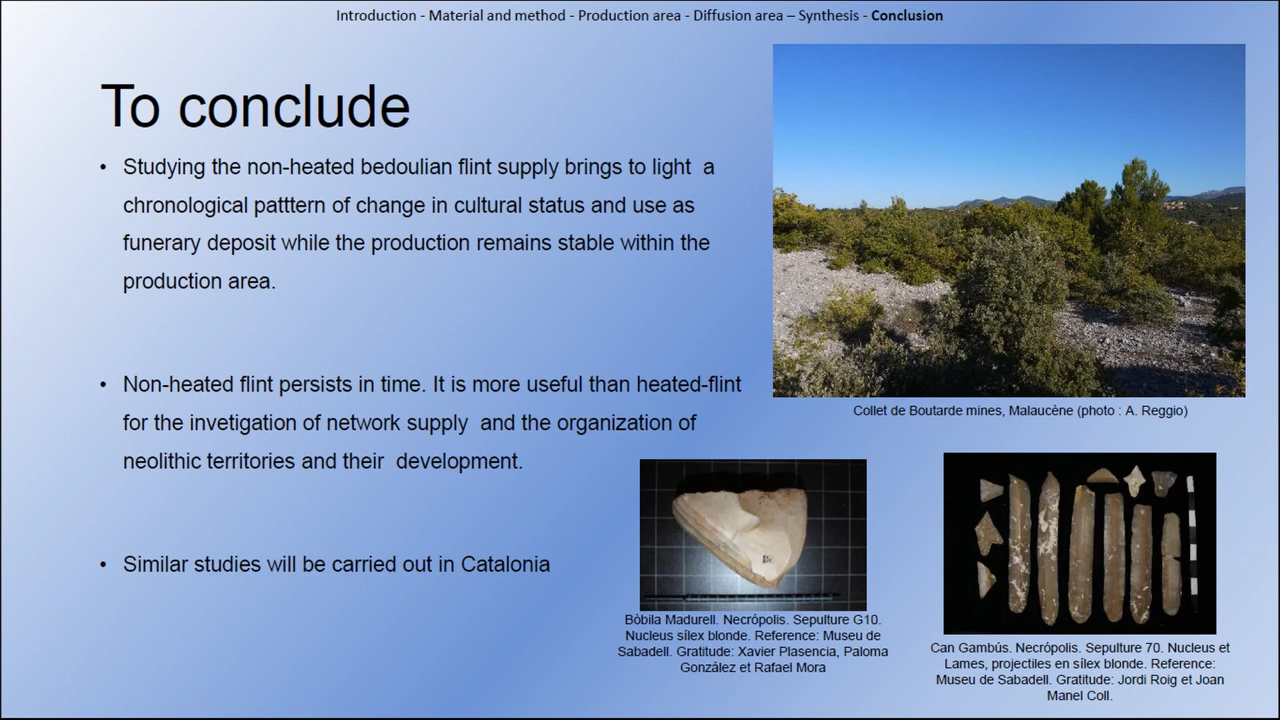 Introduction - Material and method - Production area - Diffusion area – Synthesis - Conclusion
To conclude
• Studying the non-heated bedoulian flint supply brings to light a
chronological patttern of change in cultural status and use as
funerary deposit while the production remains stable within the
production area.
• Non-heated flint persists in time. It is more useful than heated-flint
for the invetigation of network supply and the organization of
neolithic territories and their development.
• Similar studies will be carried out in Catalonia
Collet de Boutarde mines, Malaucène (photo : A. Reggio)
Bòbila Madurell. Necrópolis. Sepulture G10.
Nucleus sílex blonde. Reference: Museu de
Sabadell. Gratitude: Xavier Plasencia, Paloma
González et Rafael Mora
Can Gambús. Necrópolis. Sepulture 70. Nucleus et
Lames, projectiles en sílex blonde. Reference:
Museu de Sabadell. Gratitude: Jordi Roig et Joan
Manel Coll.